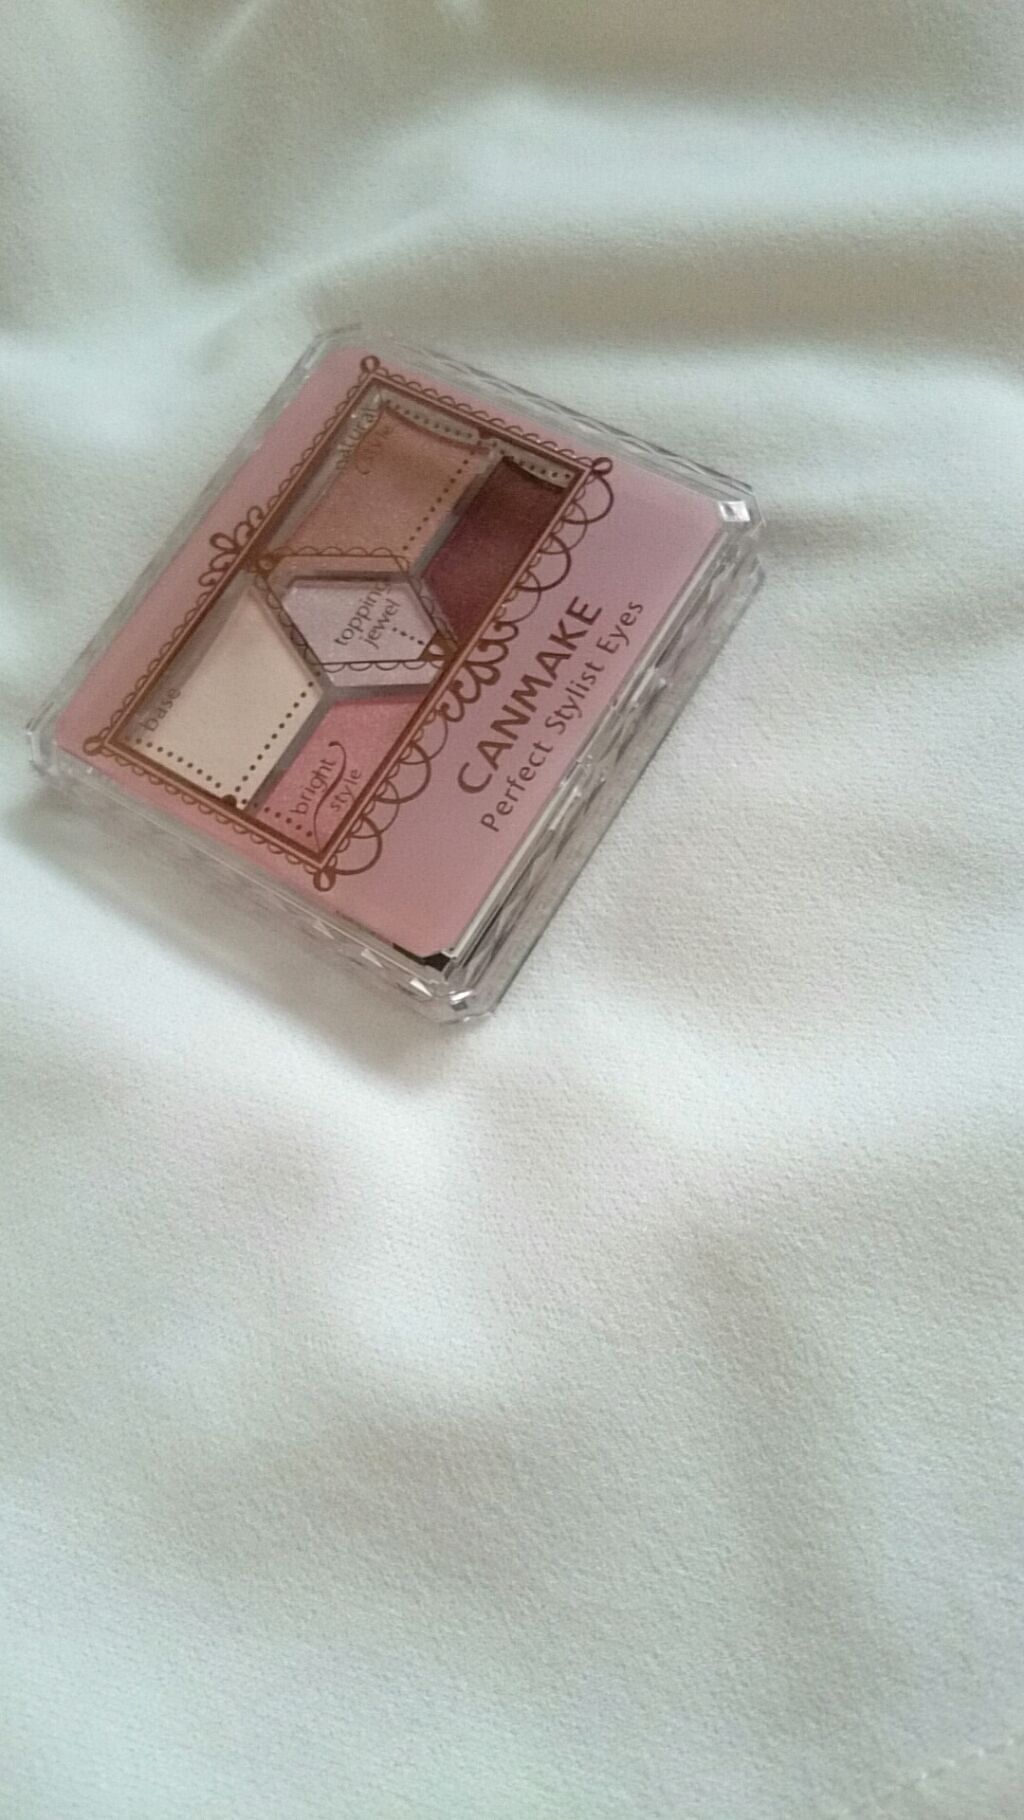 natural
style
topping
jewel
base
bright
style
CANMAKE
Perfect Stylist Eyes